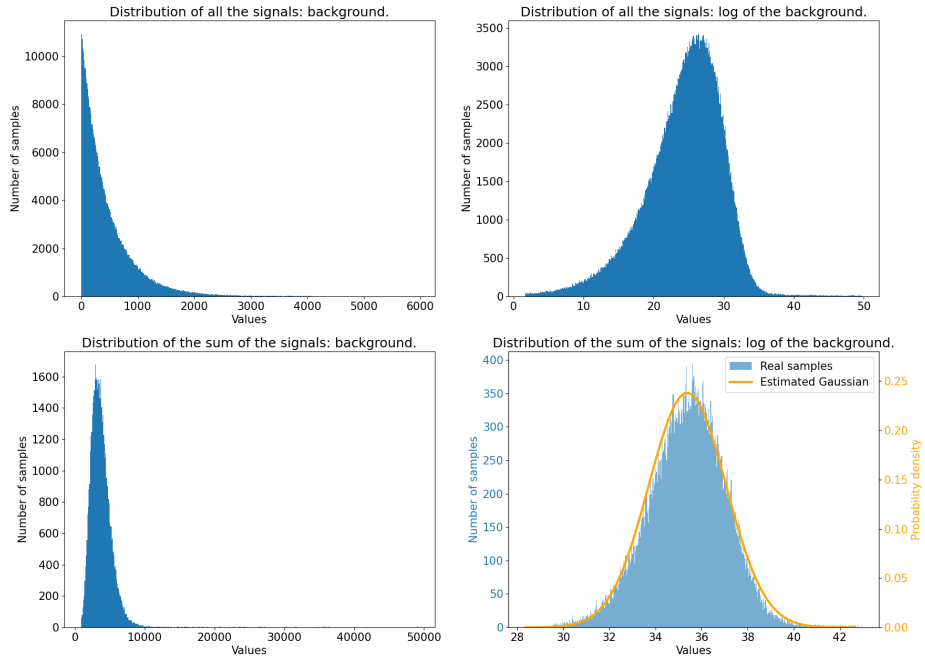 Distribution of all the signals: background.
Number of samples
10000
8000
6000
4000
2000
0
0 1000 2000 3000 4000 5000 6000
Values
Distribution of all the signals: log of the background.
Number of samples
3500
3000
2500
2000
1500
1000
500
0
0 10 20 30 40 50
Values
Distribution of the sum of the signals: background.
Number of samples
1600
1400
1200
1000
800
600
400
200
0
0 10000 20000 30000 40000 50000
Values
Distribution of the sum of the signals: log of the background.
Real samples
Estimated Gaussian
Number of samples
400
350
300
250
200
150
100
50
0
28 30 32 34 36 38 40 42
Values
0.25
0.20
0.15
0.10
0.05
0.00
Probability density